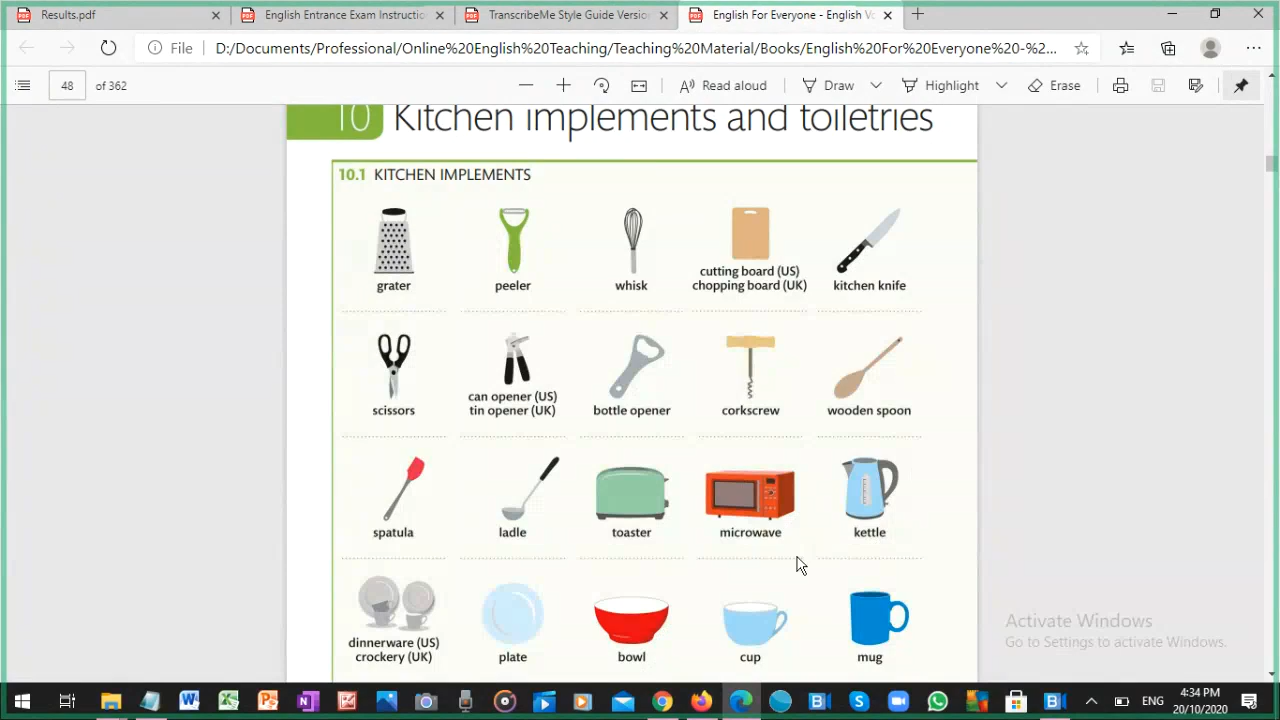 Results.pdf
English Entrance Exam Instructio
TranscribeMe Style Guide Version
English For Everyone - English Vo
File
D:/Documents/Professional/Online%20English%20Teaching/Teaching%20Material/Books/English%20For%20Everyone%20-%2...
48 of 362
Read aloud
Draw
Highlight
Erase
10 Kitchen implements and toiletries
10.1 KITCHEN IMPLEMENTS
grater
peeler
whisk
cutting board (US)
chopping board (UK)
kitchen knife
scissors
can opener (US)
tin opener (UK)
bottle opener
corkscrew
wooden spoon
spatula
ladle
toaster
microwave
kettle
dinnerware (US)
crockery (UK)
plate
bowl
cup
mug
Activate Windows
Go to Settings to activate Windows.
ENG
4:34 PM
20/10/2020